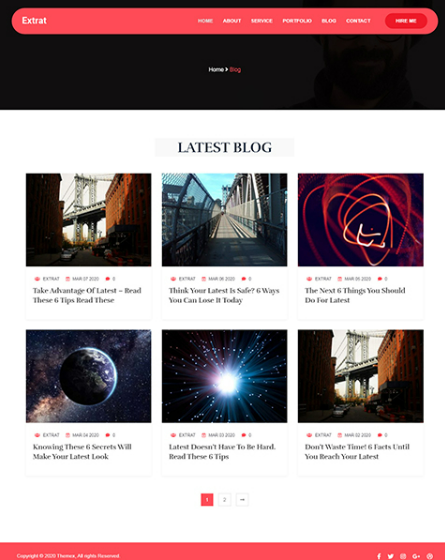 Extrat
HOME ABOUT SERVICE PORTFOLIO BLOG CONTACT HIRE ME
Home > Blog
LATEST BLOG
EXTRAT MAR 07 2020 0
Take Advantage Of Latest – Read
These 6 Tips Read These
EXTRAT MAR 06 2020 0
Think Your Latest Is Safe? 6 Ways
You Can Lose It Today
EXTRAT MAR 05 2020 0
The Next 6 Things You Should
Do For Latest
EXTRAT MAR 04 2020 0
Knowing These 6 Secrets Will
Make Your Latest Look
EXTRAT MAR 03 2020 0
Latest Doesn't Have To Be Hard.
Read These 6 Tips
EXTRAT MAR 02 2020 0
Don't Waste Time! 6 Facts Until
You Reach Your Latest
1 2 →
Copyright © 2020 Themex, All rights Reserved.